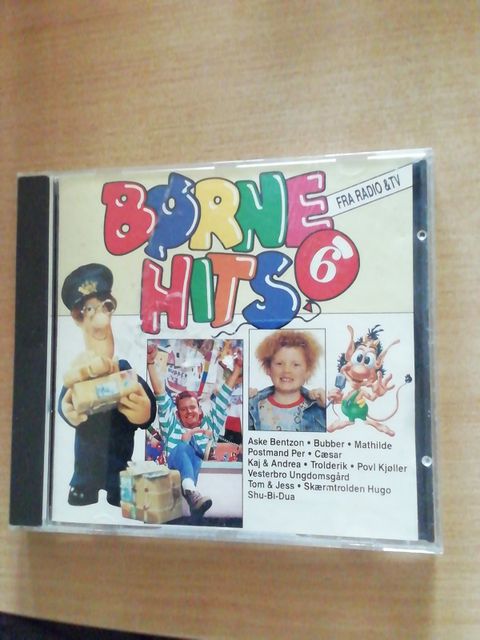 BØRNE
HITS
6
FRA RADIO & TV
Aske Bentzon • Bubber • Mathilde
Postmand Per • Cæsar
Kaj & Andrea • Trolderik • Povl Kjøller
Vesterbro Ungdomsgård
Tom & Jess • Skærmtrolden Hugo
Shu-Bi-Dua